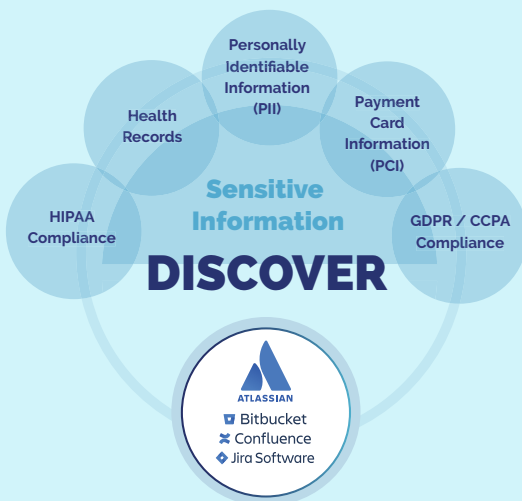 Personally
Identifiable
Information
(PII)
Health
Records
Payment
Card
Information
(PCI)
HIPAA
Compliance
Sensitive
Information
DISCOVER
GDPR / CCPA
Compliance
ATLASSIAN
Bitbucket
Confluence
Jira Software